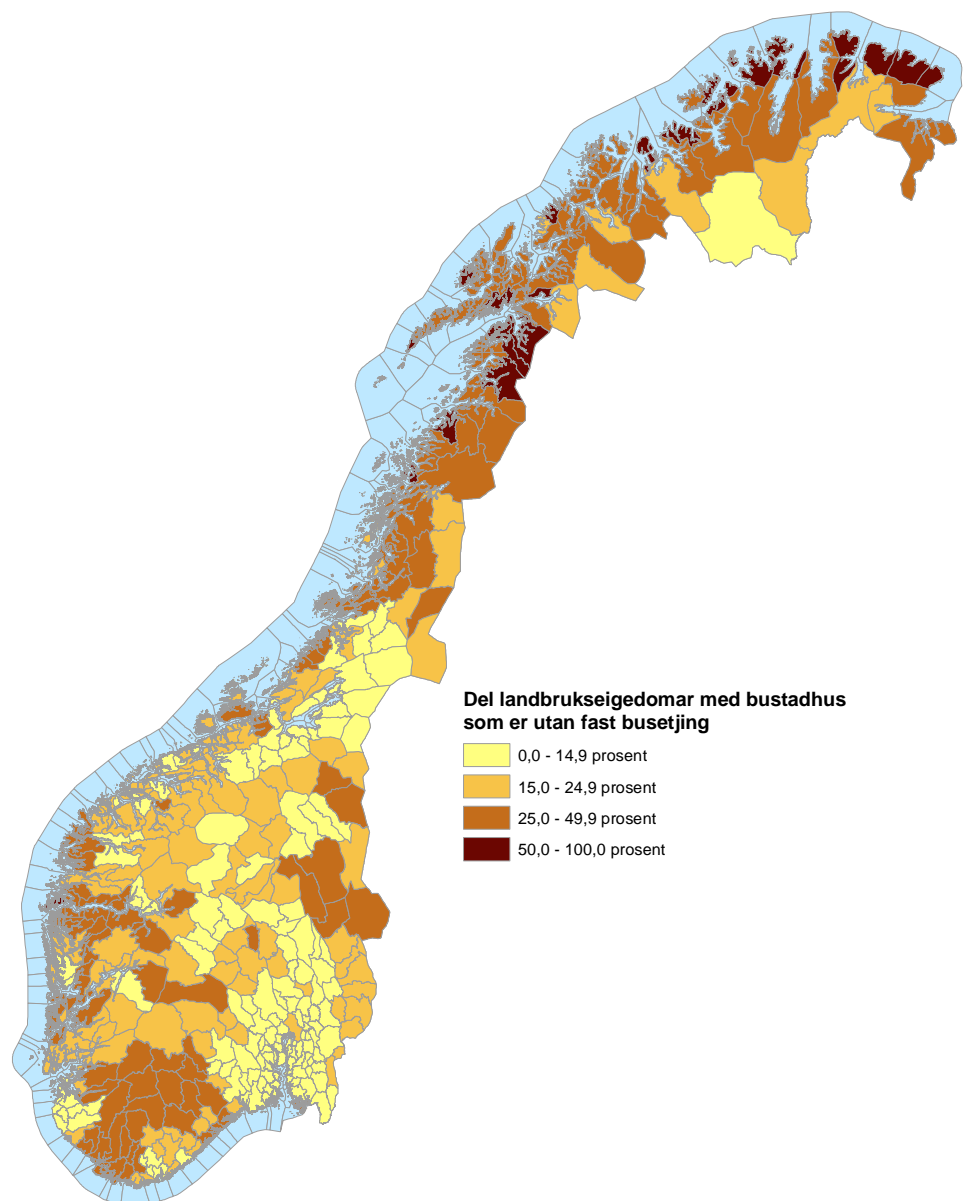 Del landbrukseigedomar med bustadhus
som er utan fast busetjing
0,0 - 14,9 prosent
15,0 - 24,9 prosent
25,0 - 49,9 prosent
50,0 - 100,0 prosent